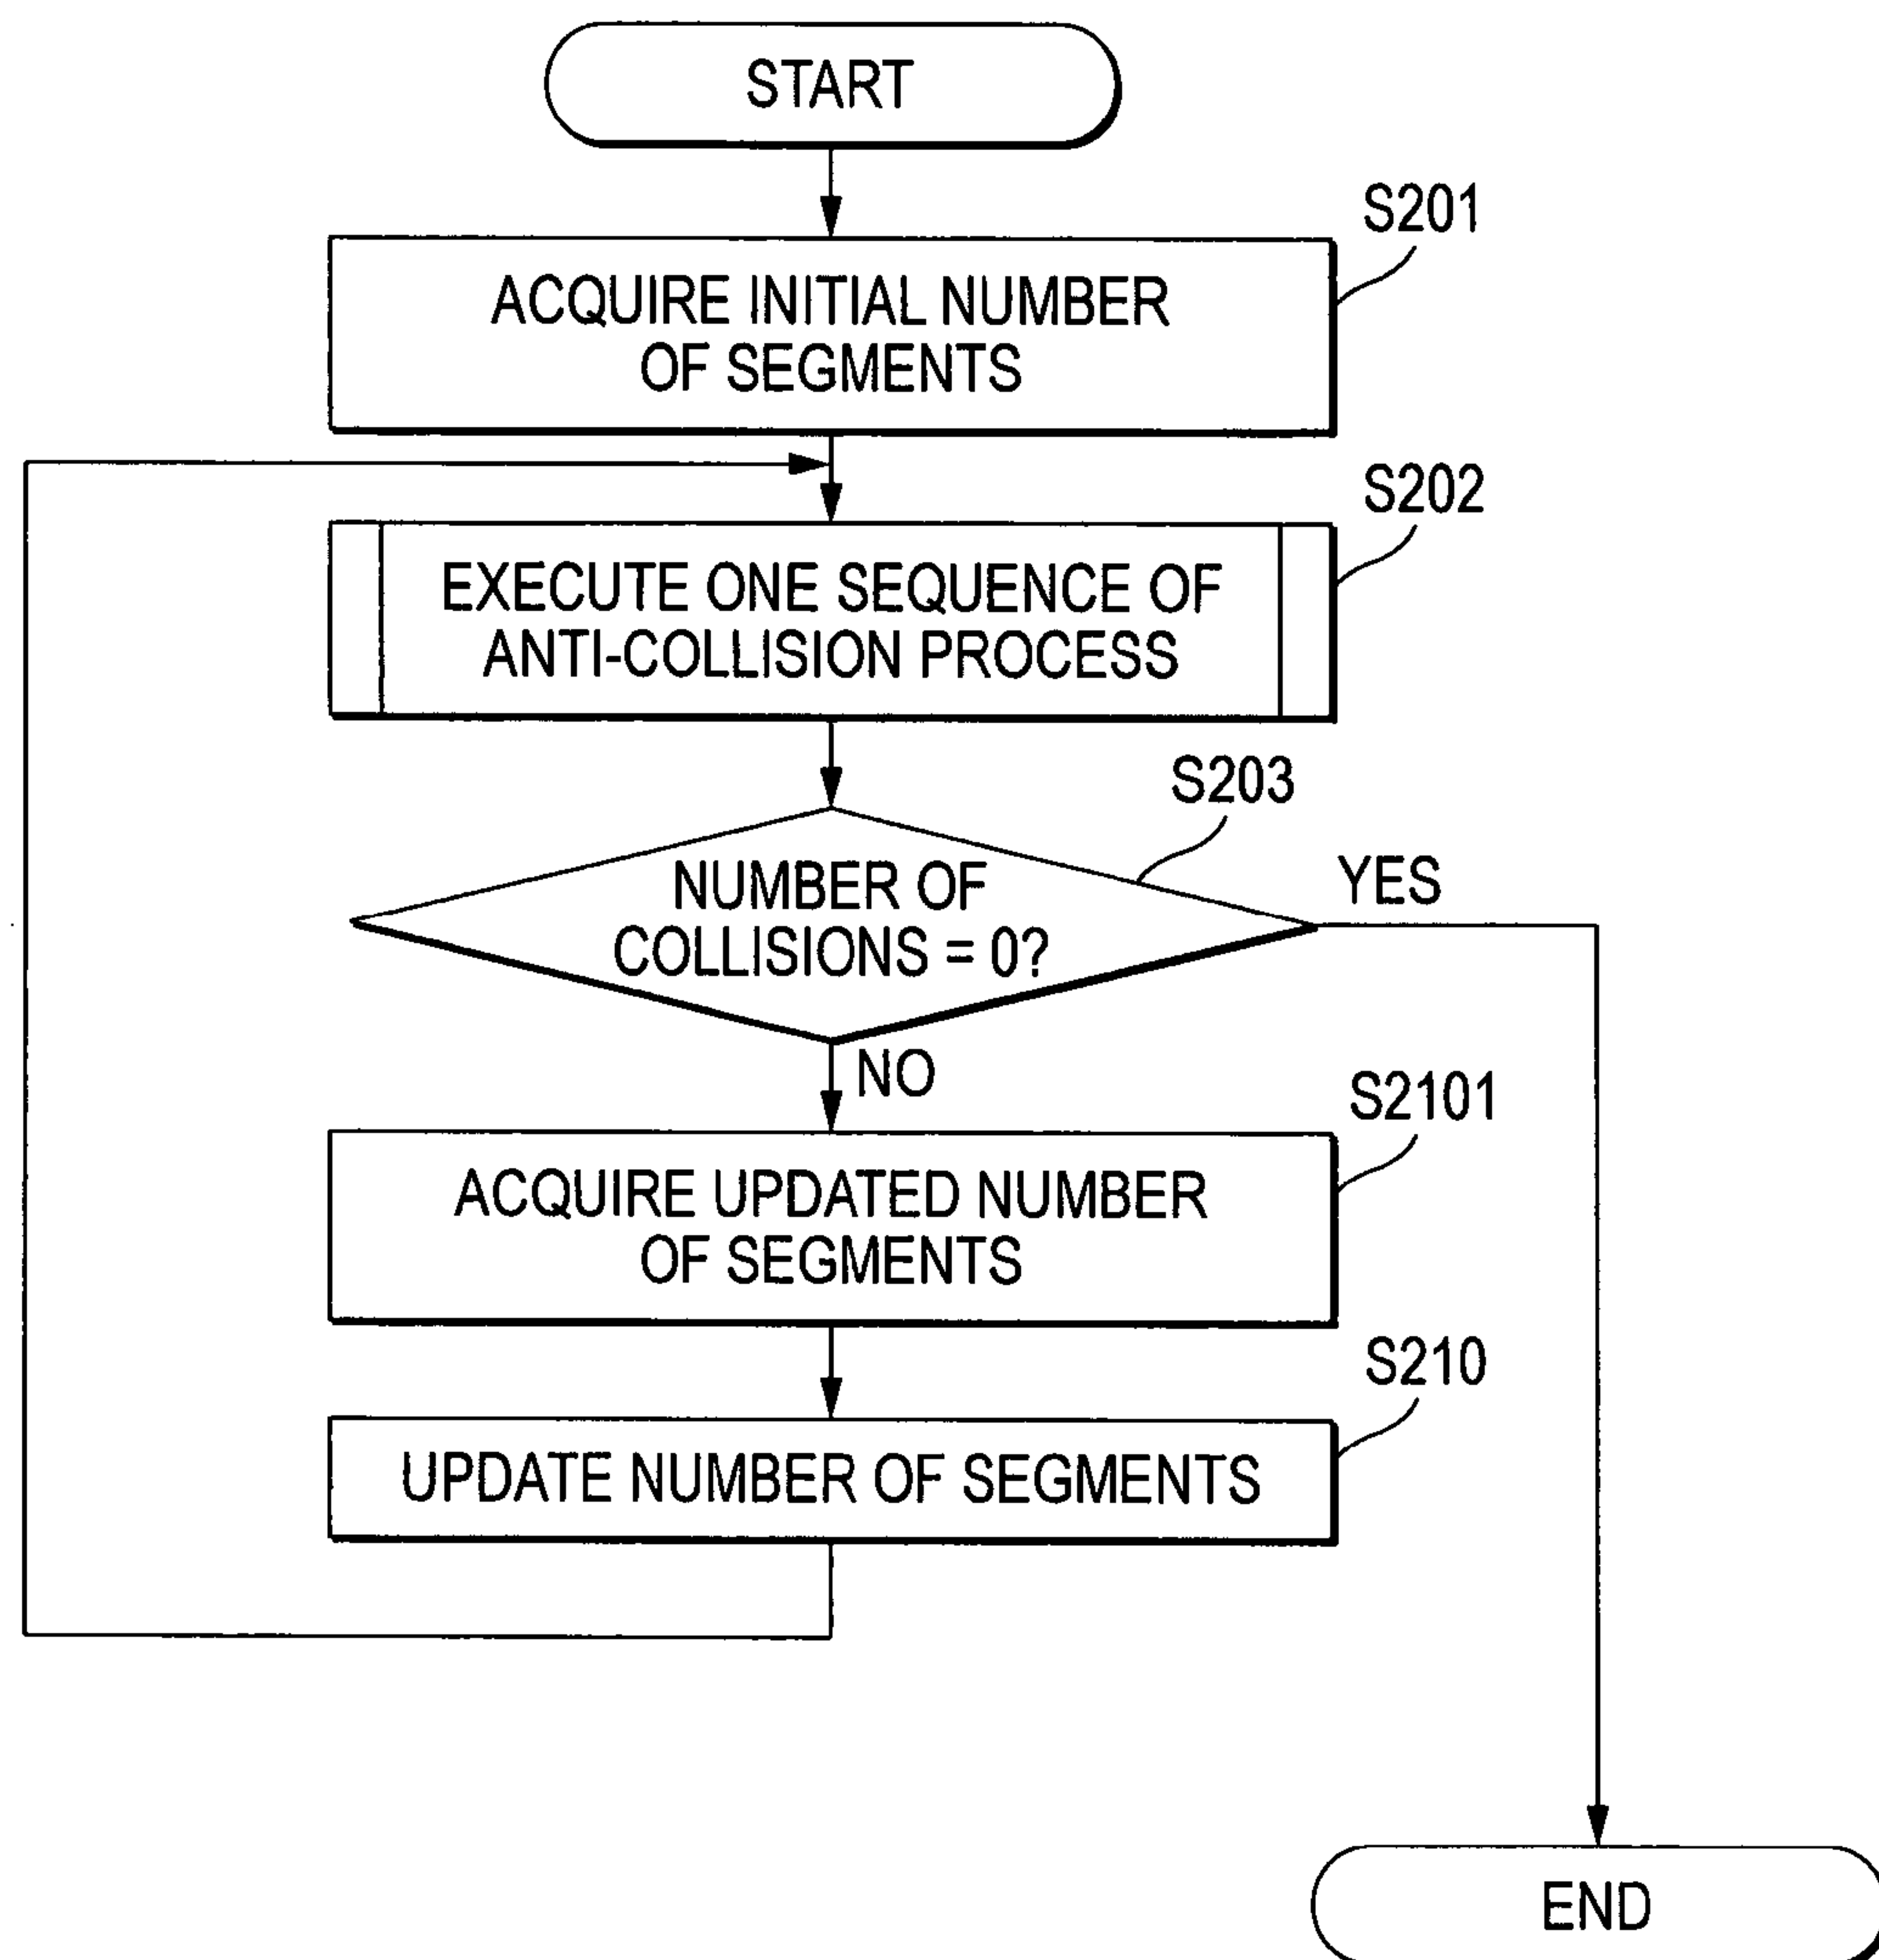 START
S201
ACQUIRE INITIAL NUMBER
OF SEGMENTS
S202
EXECUTE ONE SEQUENCE OF
ANTI-COLLISION PROCESS
S203
NUMBER OF
COLLISIONS = 0?
YES
NO
S2101
ACQUIRE UPDATED NUMBER
OF SEGMENTS
S210
UPDATE NUMBER OF SEGMENTS
END